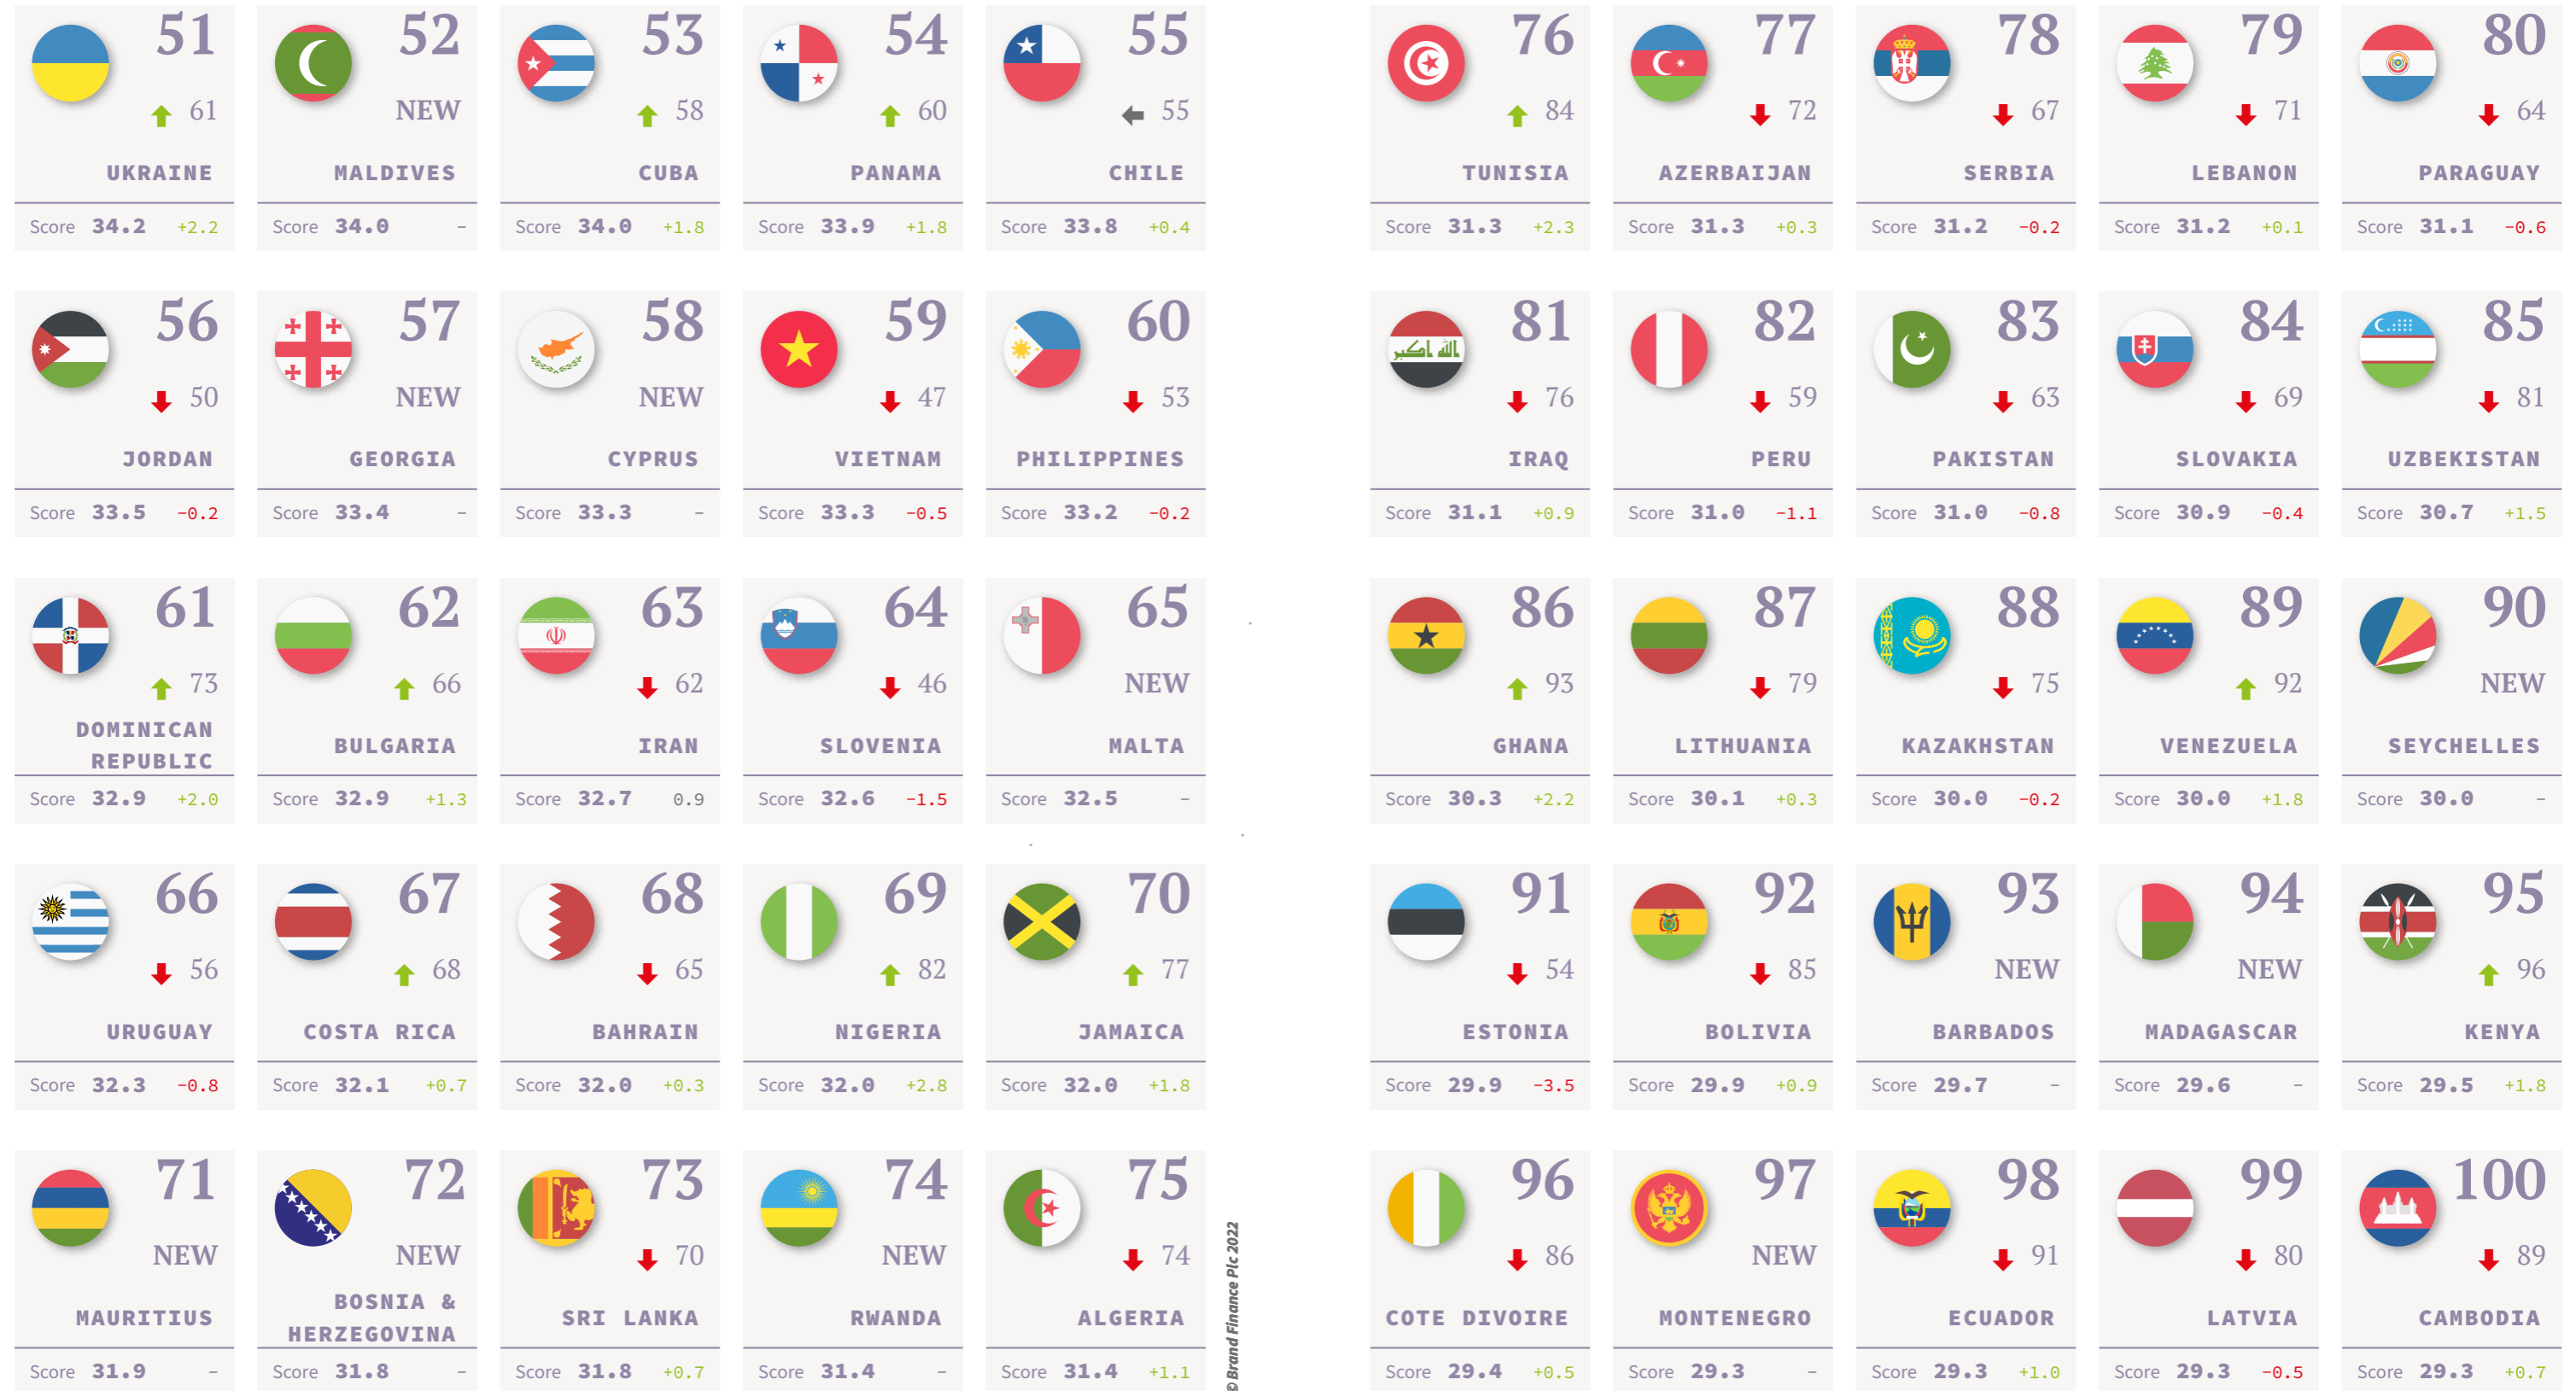 51
61
UKRAINE
Score 34.2 +2.2
52
NEW
MALDIVES
Score 34.0 –
53
58
CUBA
Score 34.0 +1.8
54
60
PANAMA
Score 33.9 +1.8
55
55
CHILE
Score 33.8 +0.4
56
50
JORDAN
Score 33.5 -0.2
57
NEW
GEORGIA
Score 33.4 –
58
NEW
CYPRUS
Score 33.3 –
59
47
VIETNAM
Score 33.3 -0.5
60
53
PHILIPPINES
Score 33.2 -0.2
61
73
DOMINICAN
REPUBLIC
Score 32.9 +2.0
62
66
BULGARIA
Score 32.9 +1.3
63
62
IRAN
Score 32.7 0.9
64
46
SLOVENIA
Score 32.6 -1.5
65
NEW
MALTA
Score 32.5 –
66
56
URUGUAY
Score 32.3 -0.8
67
68
COSTA RICA
Score 32.1 +0.7
68
65
BAHRAIN
Score 32.0 +0.3
69
82
NIGERIA
Score 32.0 +2.8
70
77
JAMAICA
Score 32.0 +1.8
71
NEW
MAURITIUS
Score 31.9 –
72
NEW
BOSNIA &
HERZEGOVINA
Score 31.8 –
73
70
SRI LANKA
Score 31.8 +0.7
74
NEW
RWANDA
Score 31.4 –
75
74
ALGERIA
Score 31.4 +1.1
© Brand Finance Plc 2022
76
84
TUNISIA
Score 31.3 +2.3
77
72
AZERBAIJAN
Score 31.3 +0.3
78
67
SERBIA
Score 31.2 -0.2
79
71
LEBANON
Score 31.2 +0.1
80
64
PARAGUAY
Score 31.1 -0.6
الله اكبر
81
76
IRAQ
Score 31.1 +0.9
82
59
PERU
Score 31.0 -1.1
83
63
PAKISTAN
Score 31.0 -0.8
84
69
SLOVAKIA
Score 30.9 -0.4
85
81
UZBEKISTAN
Score 30.7 +1.5
86
93
GHANA
Score 30.3 +2.2
87
79
LITHUANIA
Score 30.1 +0.3
88
75
KAZAKHSTAN
Score 30.0 -0.2
89
92
VENEZUELA
Score 30.0 +1.8
90
NEW
SEYCHELLES
Score 30.0 –
91
54
ESTONIA
Score 29.9 -3.5
92
85
BOLIVIA
Score 29.9 +0.9
93
NEW
BARBADOS
Score 29.7 –
94
NEW
MADAGASCAR
Score 29.6 –
95
96
KENYA
Score 29.5 +1.8
96
86
COTE DIVOIRE
Score 29.4 +0.5
97
NEW
MONTENEGRO
Score 29.3 –
98
91
ECUADOR
Score 29.3 +1.0
99
80
LATVIA
Score 29.3 -0.5
100
89
CAMBODIA
Score 29.3 +0.7